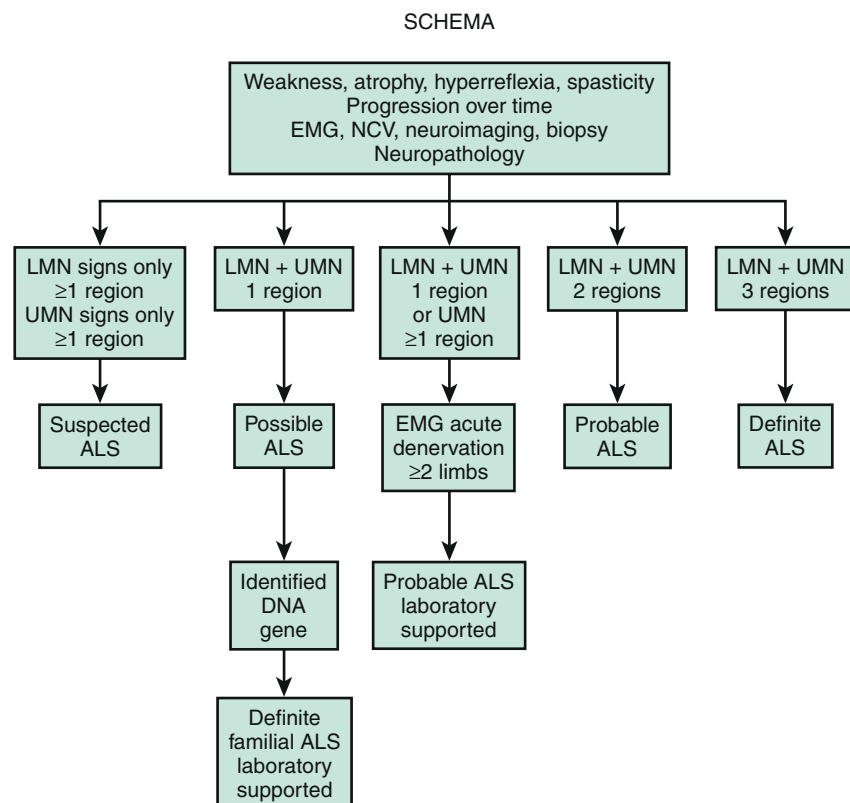 SCHEMA
Weakness, atrophy, hyperreflexia, spasticity
Progression over time
EMG, NCV, neuroimaging, biopsy
Neuropathology
LMN signs only
≥1 region
UMN signs only
≥1 region
LMN + UMN
1 region
LMN + UMN
1 region
or UMN
≥1 region
LMN + UMN
2 regions
LMN + UMN
3 regions
Suspected
ALS
Possible
ALS
EMG acute
denervation
≥2 limbs
Probable
ALS
Definite
ALS
Identified
DNA
gene
Probable ALS
laboratory
supported
Definite
familial ALS
laboratory
supported